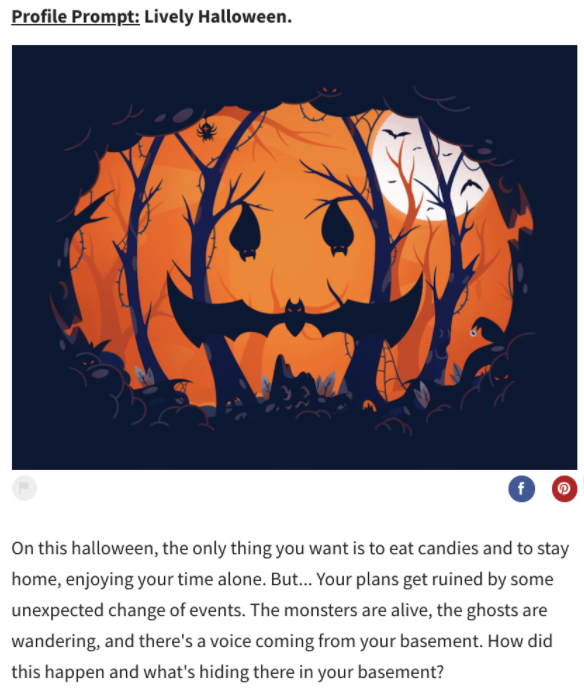 Profile Prompt: Lively Halloween.
f
On this halloween, the only thing you want is to eat candies and to stay
home, enjoying your time alone. But... Your plans get ruined by some
unexpected change of events. The monsters are alive, the ghosts are
wandering, and there's a voice coming from your basement. How did
this happen and what's hiding there in your basement?